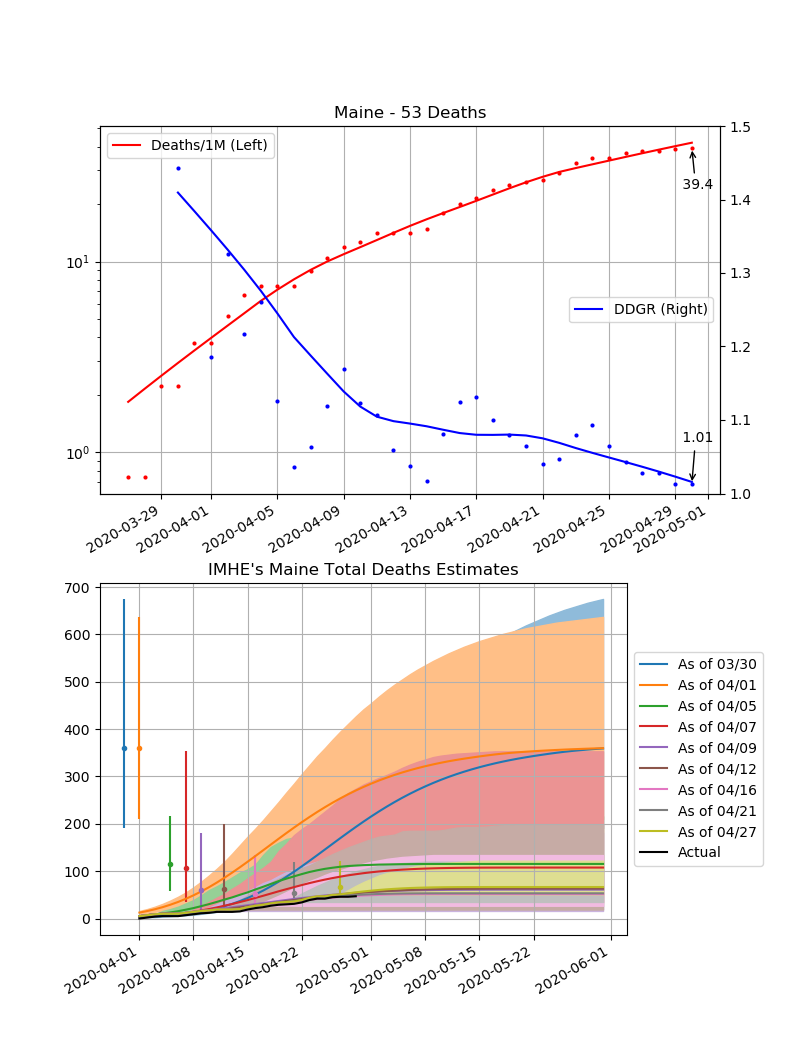 Maine - 53 Deaths
Deaths/1M (Left)
DDGR (Right)
39.4
1.01
10¹
10⁰
1.5
1.4
1.3
1.2
1.1
1.0
2020-03-29
2020-04-01
2020-04-05
2020-04-09
2020-04-13
2020-04-17
2020-04-21
2020-04-25
2020-04-29
2020-05-01
IMHE's Maine Total Deaths Estimates
700
600
500
400
300
200
100
0
2020-04-01
2020-04-08
2020-04-15
2020-04-22
2020-05-01
2020-05-08
2020-05-15
2020-05-22
2020-06-01
As of 03/30
As of 04/01
As of 04/05
As of 04/07
As of 04/09
As of 04/12
As of 04/16
As of 04/21
As of 04/27
Actual